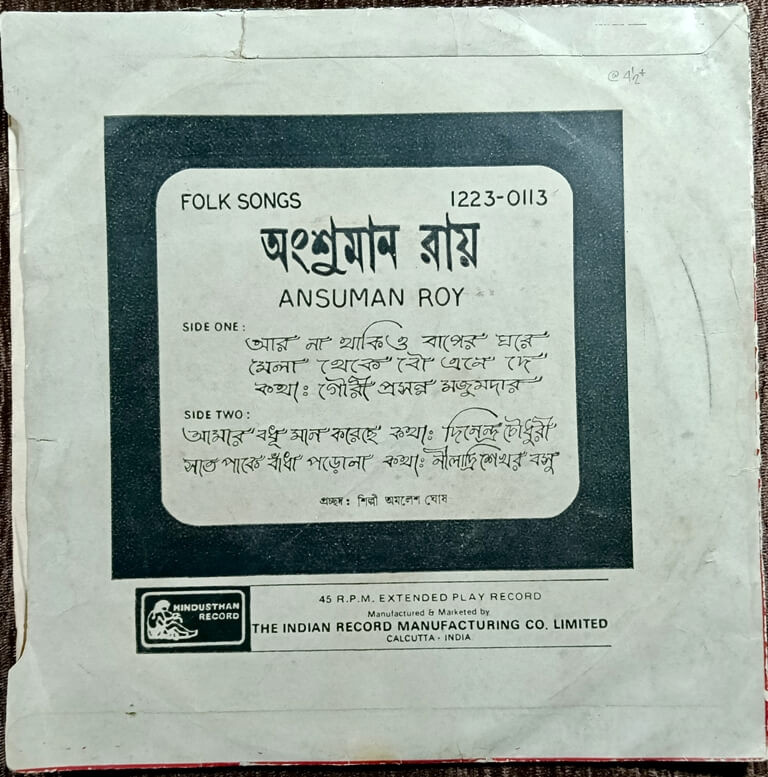 @ 4½+
FOLK SONGS 1223-0113
অংশুমান রায়
ANSUMAN ROY
SIDE ONE:
আর না থাকিও বাপের ঘরে
মেলা থেকে বৌ এনে দে
কথা: গৌরী প্রসন্ন মজুমদার
SIDE TWO:
আমার বধূ মান করেছে কথা: দিনেন্দ্র চৌধুরী
সাতে পাকে বাঁধা পড়োনা কথা: নীলাদ্রি শেখর বসু
প্রচ্ছদ: শিল্পী অমলেশ ঘোষ
HINDUSTHAN
RECORD
45 R.P.M. EXTENDED PLAY RECORD
Manufactured & Marketed by
THE INDIAN RECORD MANUFACTURING CO. LIMITED
CALCUTTA - INDIA